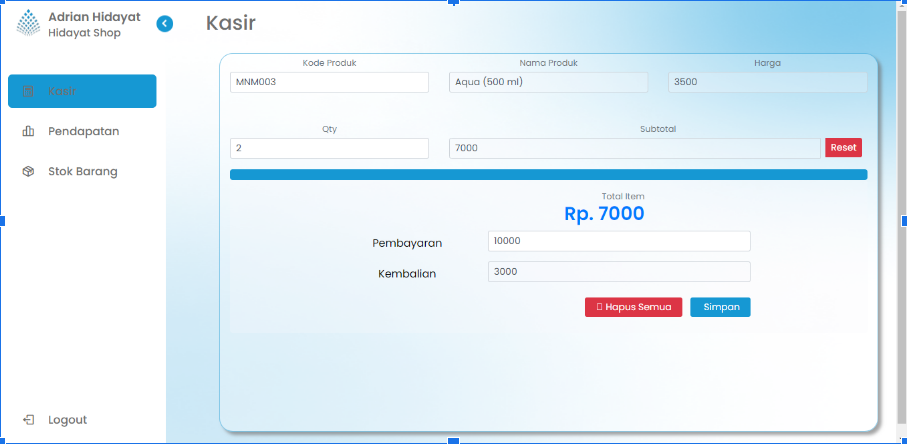 Adrian Hidayat
Hidayat Shop
Kasir
Kasir
Pendapatan
Stok Barang
Logout
Kode Produk
Nama Produk
Harga
MNM003
Aqua (500 ml)
3500
Qty
Subtotal
2
7000
Reset
Total Item
Rp. 7000
Pembayaran
10000
Kembalian
3000
Hapus Semua
Simpan